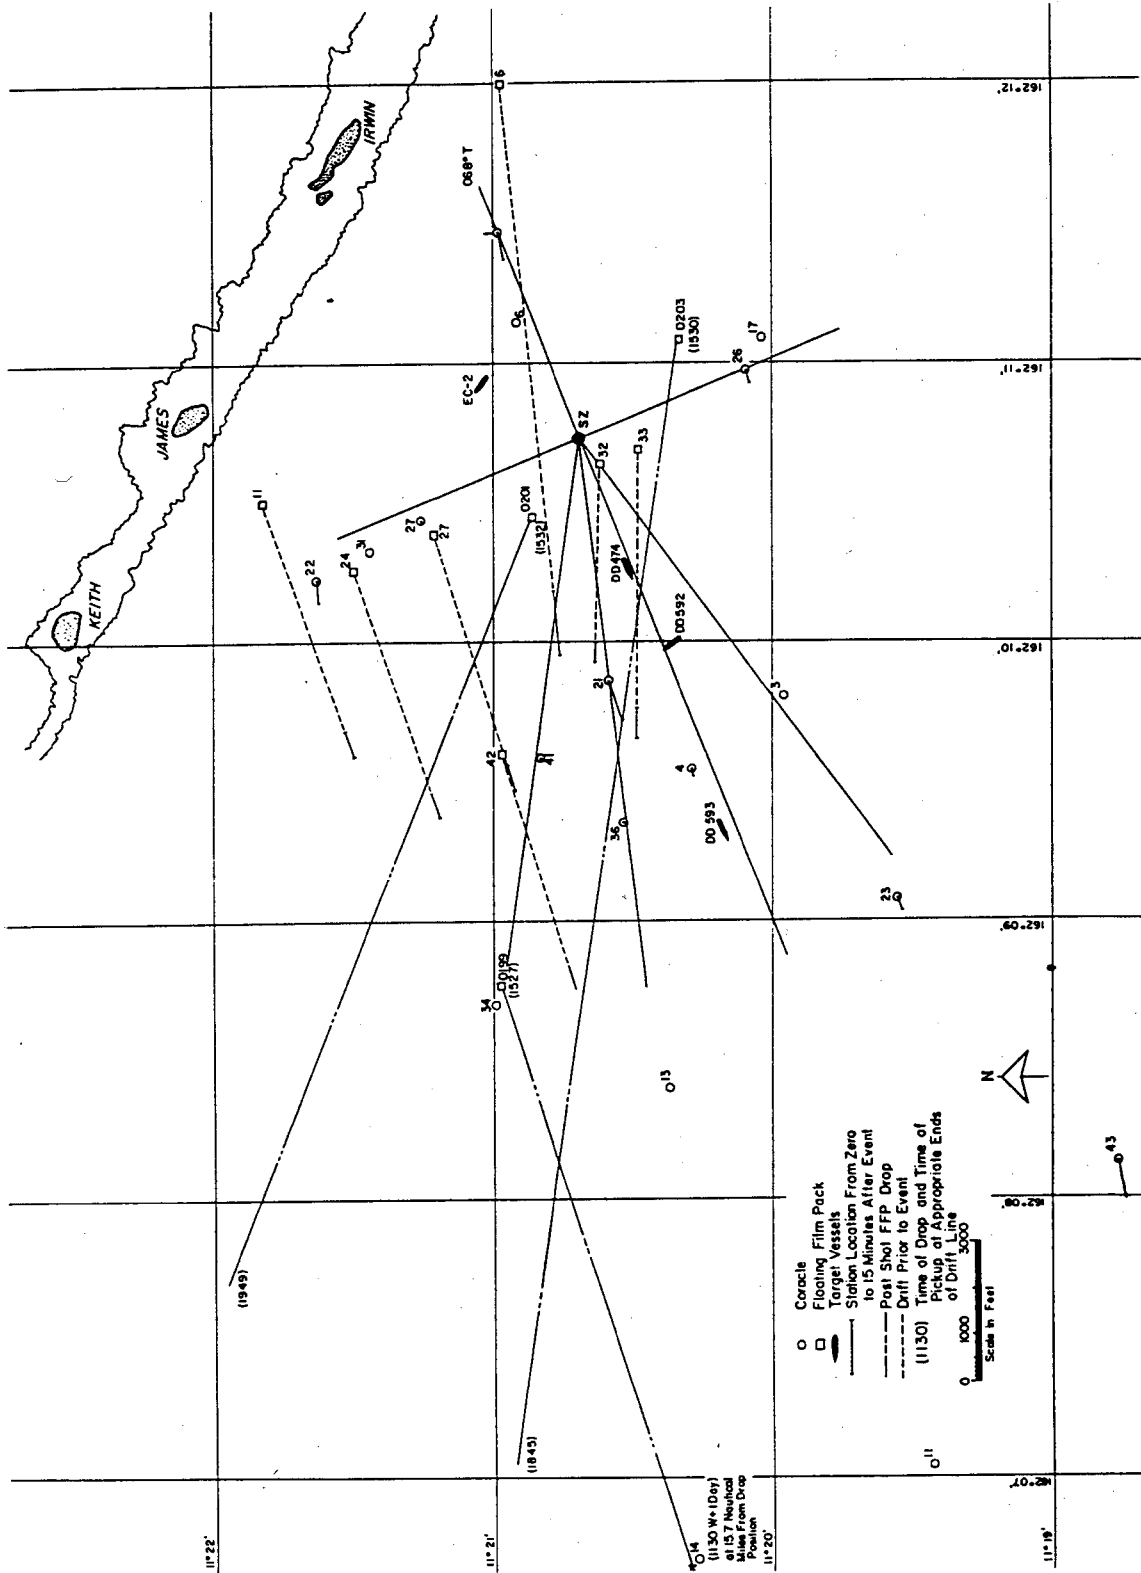 KEITH
JAMES
IRWIN
11°22'
11°21'
11°20'
11°19'
162°07'
162°08'
162°09'
162°10'
162°11'
162°12'
11
22
24
31
27
27
0201
(1532)
EC-2
6
068°T
6
SZ
32
33
0203
(1530)
26
17
DD474
DD592
DD593
42
41
21
36
4
3
23
34
0199
(1527)
13
43
11
14
(1949)
(1845)
(1130 W+1Day)
at 15.7 Nautical
Miles From Drop
Position
N
Coracle
Floating Film Pack
Target Vessels
Station Location From Zero
to 15 Minutes After Event
Post Shot FFP Drop
Drift Prior to Event
(1130) Time of Drop and Time of
Pickup at Appropriate Ends
of Drift Line
0 1000 3000
Scale in Feet